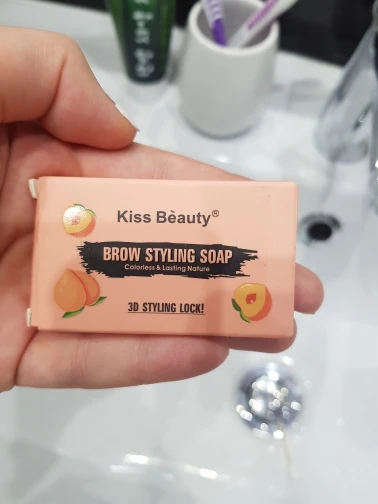 Kiss Bèauty®
BROW STYLING SOAP
Colorless & Lasting Nature
3D STYLING LOCK!